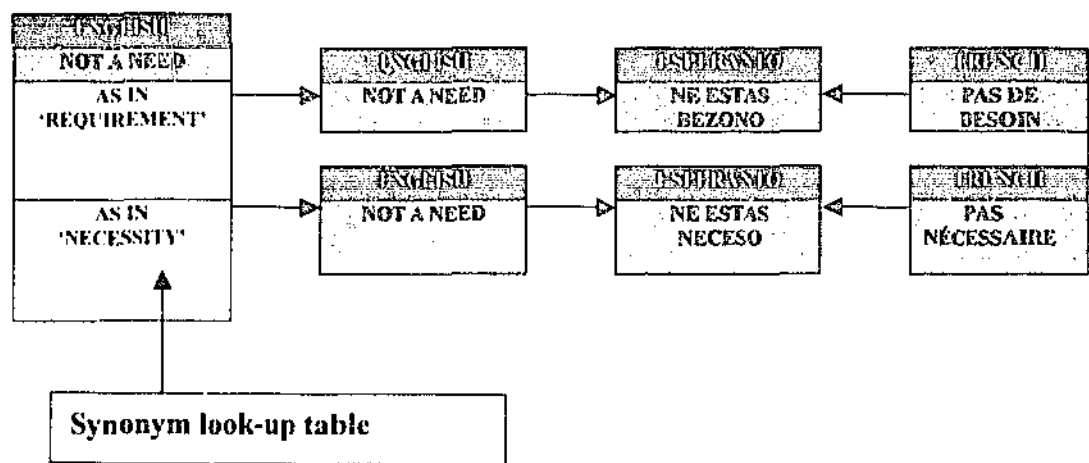 ENGLISH
NOT A NEED
AS IN
'REQUIREMENT'
AS IN
'NECESSITY'
ENGLISH
NOT A NEED
ESPERANTO
NE ESTAS
BEZONO
FRENCH
PAS DE
BESOIN
ENGLISH
NOT A NEED
ESPERANTO
NE ESTAS
NECESO
FRENCH
PAS
NÉCESSAIRE
Synonym look-up table